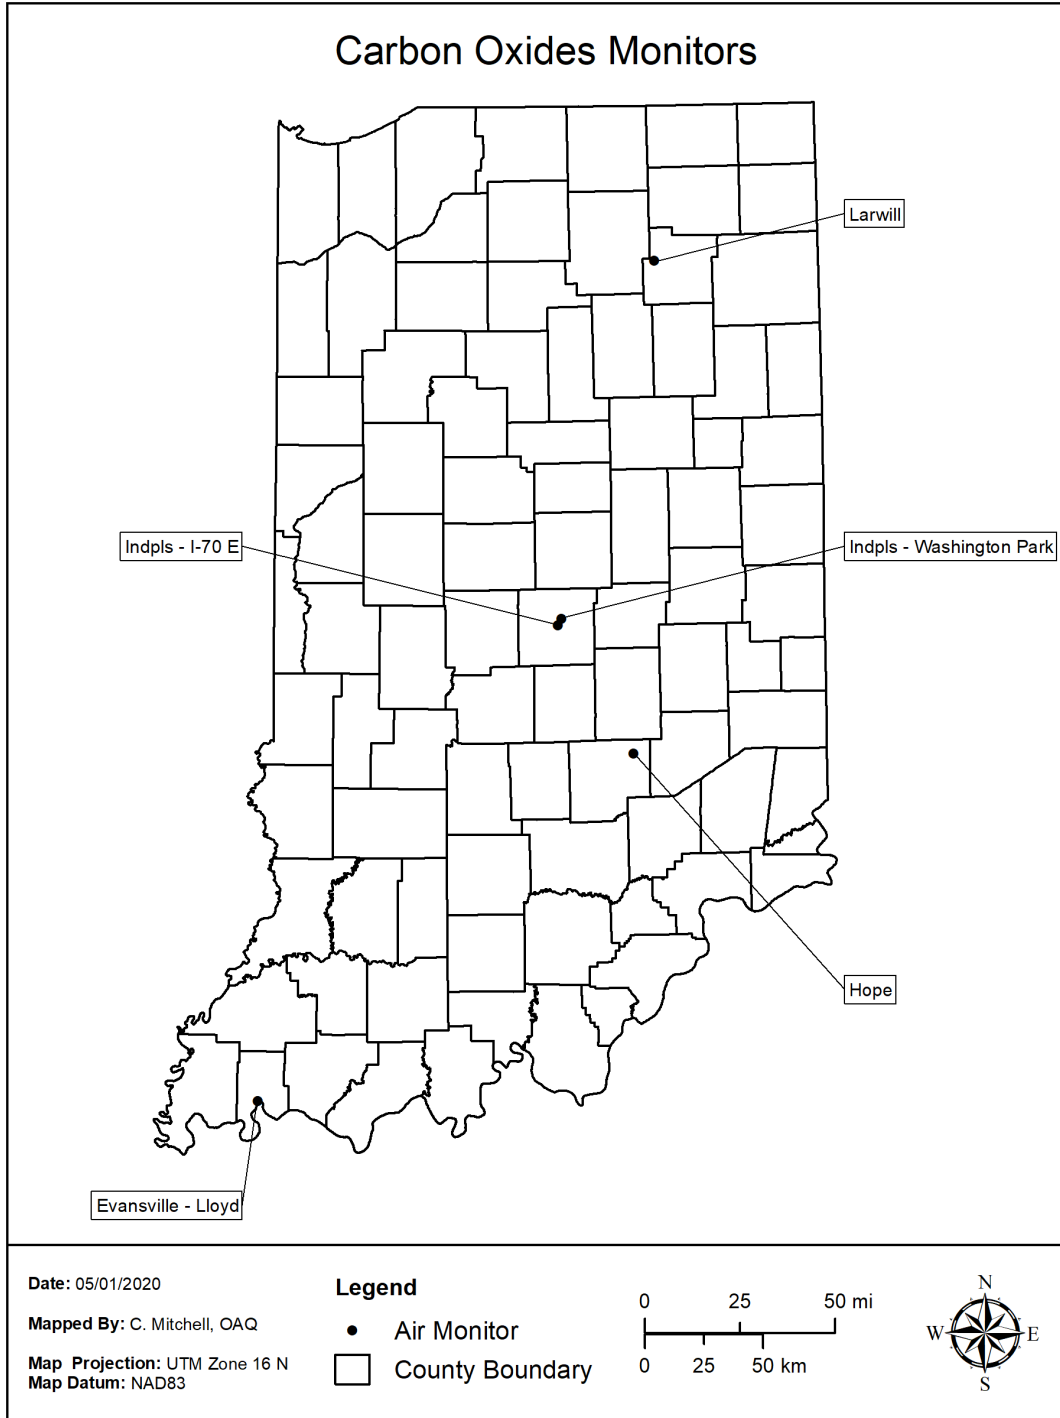 Carbon Oxides Monitors
Larwill
Indpls - I-70 E
Indpls - Washington Park
Hope
Evansville - Lloyd
Date: 05/01/2020
Mapped By: C. Mitchell, OAQ
Map Projection: UTM Zone 16 N
Map Datum: NAD83
Legend
Air Monitor
County Boundary
0 25 50 mi
0 25 50 km
N
W E
S